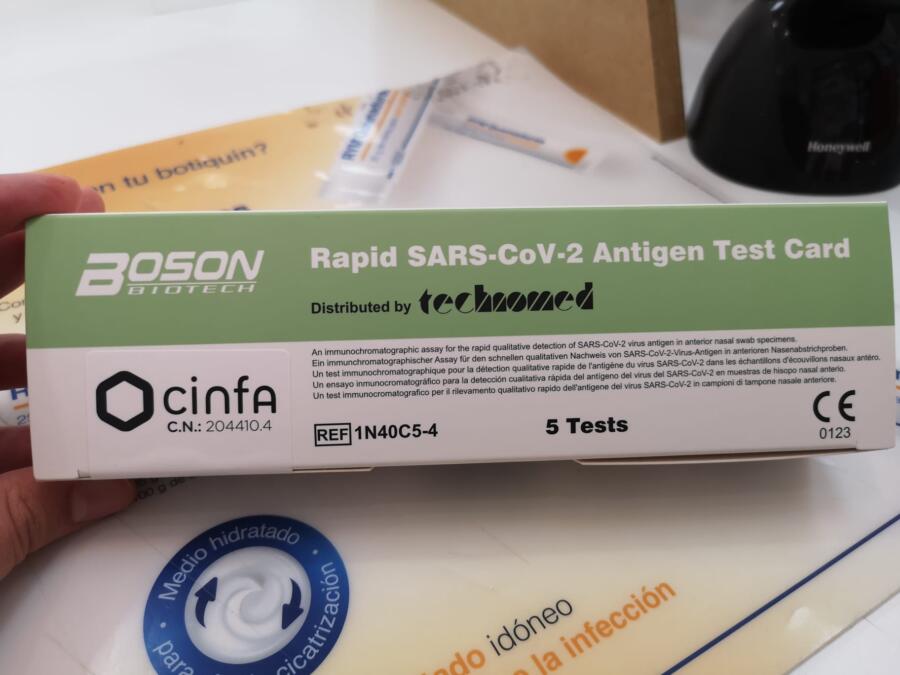 Honeywell
en tu botiquín?
BOSON
BIOTECH
Rapid SARS-CoV-2 Antigen Test Card
Distributed by technomed
An immunochromatographic assay for the rapid qualitative detection of SARS-CoV-2 virus antigen in anterior nasal swab specimens.
Ein immunchromatographischer Assay für den schnellen qualitativen Nachweis von SARS-CoV-2-Virus-Antigen in anterioren Nasenabstrichproben.
Un test immunochromatographique pour la détection qualitative rapide de l'antigène du virus SARS-CoV-2 dans les échantillons d'écouvillons nasaux antéro.
Un ensayo inmunocromatográfico para la detección cualitativa rápida del antígeno del virus del SARS-CoV-2 en muestras de hisopo nasal anterio.
Un test immunocromatografico per il rilevamento qualitativo rapido dell'antigene del virus SARS-CoV-2 in campioni di tampone nasale anteriore.
cinfa
C.N.: 204410.4
REF 1N40C5-4
5 Tests
CE
0123
Medio hidratado
para
cicatrización
idóneo
la infección